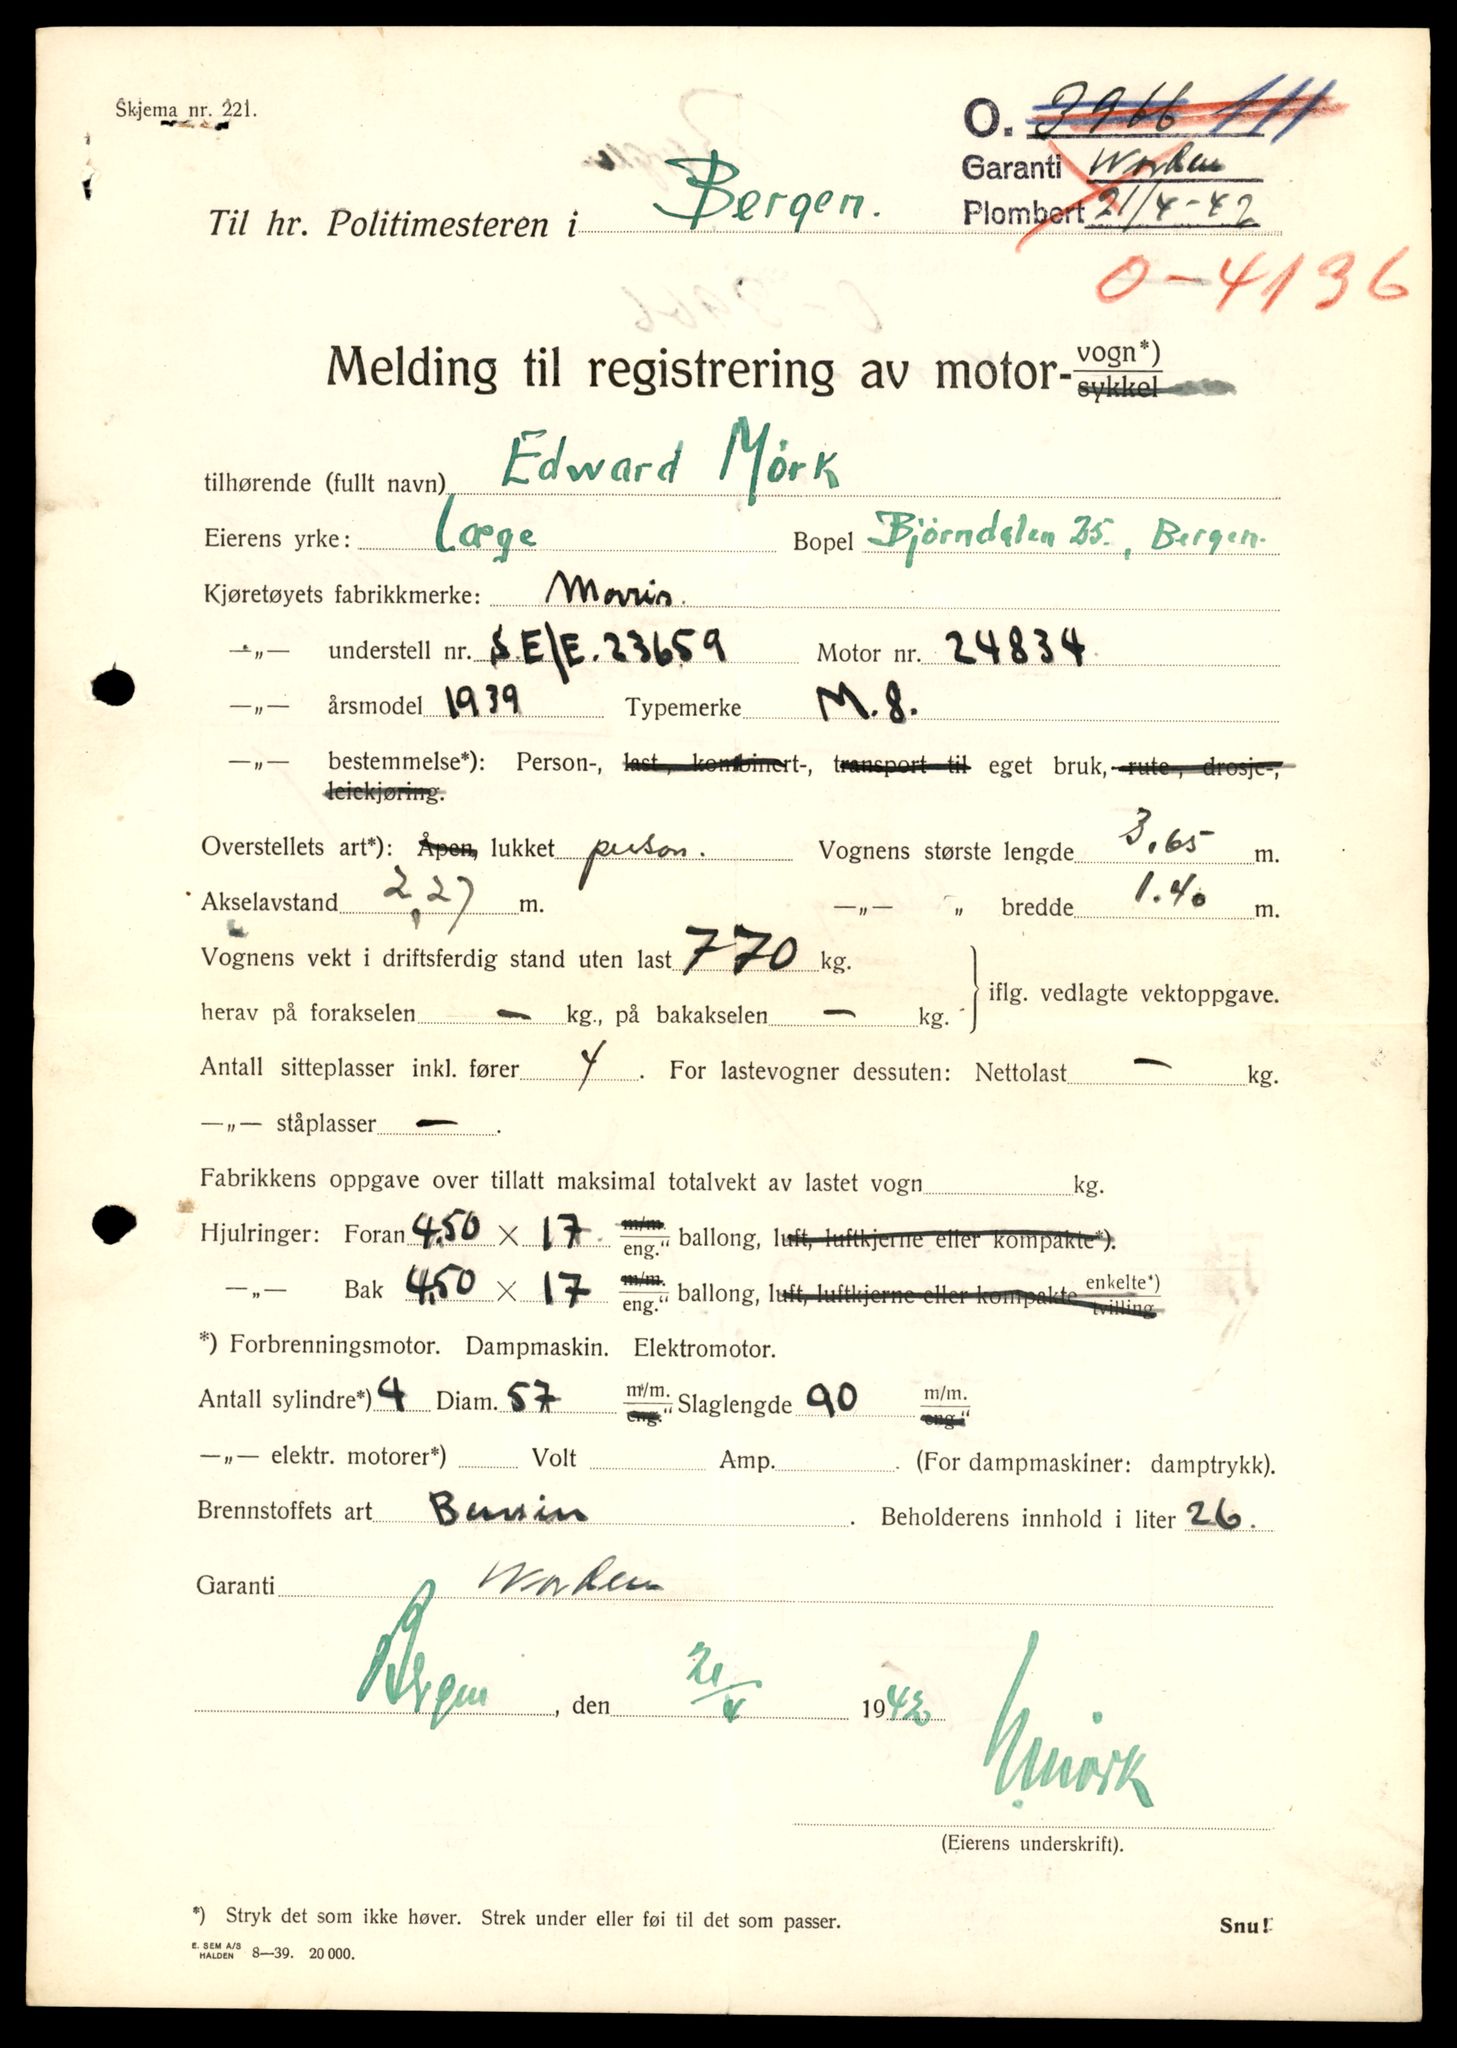 Skjema nr. 221.
O. 3966 111
Garanti Norden
Plombert 21/4-42
Til hr. Politimesteren i Bergen.
O-4136
Melding til registrering av motor- vogn*) sykkel
tilhørende (fullt navn) Edward Mörk
Eierens yrke: Læge Bopel Bjørndalen 25., Bergen.
Kjøretøyets fabrikkmerke: Morris.
—„— understell nr. S.E/E. 23659 Motor nr. 24834
—„— årsmodel 1939 Typemerke M. 8.
—„— bestemmelse*): Person-, last-, kombinert-, transport til eget bruk, rute-, drosje-,
leiekjøring.
Overstellets art*): Åpen, lukket person. Vognens største lengde 3.65 m.
Akselavstand 2,27 m. —„— „ bredde 1.40 m.
Vognens vekt i driftsferdig stand uten last 770 kg.
herav på forakselen — kg., på bakakselen — kg. iflg. vedlagte vektoppgave.
Antall sitteplasser inkl. fører 4. For lastevogner dessuten: Nettolast — kg.
—„— ståplasser —.
Fabrikkens oppgave over tillatt maksimal totalvekt av lastet vogn kg.
Hjulringer: Foran 4.50 × 17 m/m. eng.“ ballong, luft, luftkjerne eller kompakte*).
—„— Bak 4.50 × 17 m/m. eng.“ ballong, luft, luftkjerne eller kompakte enkelte*) tvilling
*) Forbrenningsmotor. Dampmaskin. Elektromotor.
Antall sylindre*) 4 Diam. 57 m/m. eng.“ Slaglengde 90 m/m. eng.“
—„— elektr. motorer*) Volt Amp. . (For dampmaskiner: damptrykk).
Brennstoffets art Bensin . Beholderens innhold i liter 26.
Garanti Norden
Bergen, den 21/4 1942
EMörk
(Eierens underskrift).
*) Stryk det som ikke høver. Strek under eller føi til det som passer.
Snu!
E. SEM A/S
HALDEN 8—39. 20 000.